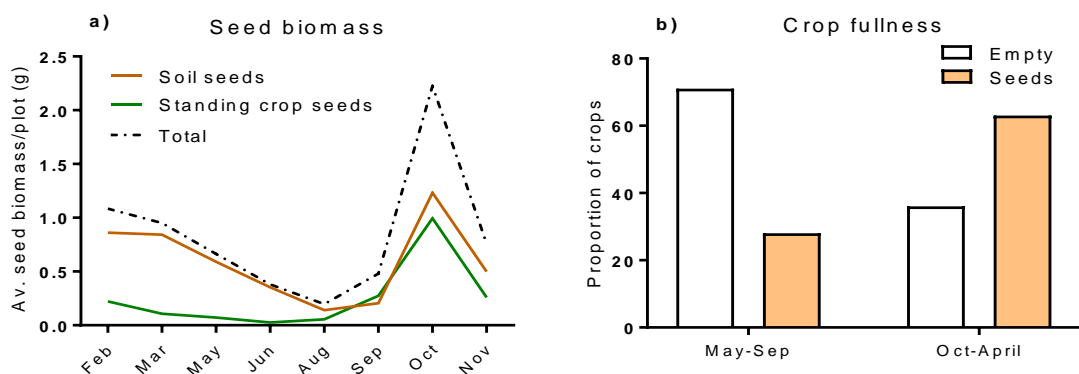 a) Seed biomass
Av. seed biomass/plot (g)
2.5
2.0
1.5
1.0
0.5
0.0
Soil seeds
Standing crop seeds
Total
Feb Mar May Jun Aug Sep Oct Nov
b) Crop fullness
Proportion of crops
80
60
40
20
0
Empty
Seeds
May-Sep Oct-April